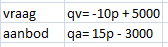 vraag qv= -10p + 5000
aanbod qa= 15p - 3000